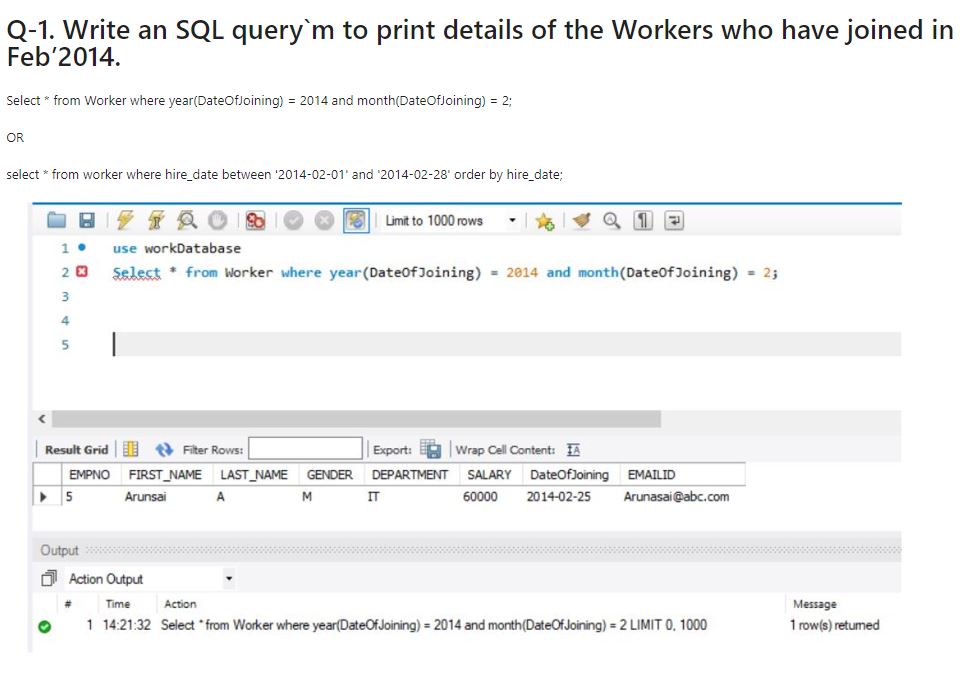 Q-1. Write an SQL query`m to print details of the Workers who have joined in
Feb’2014.
Select * from Worker where year(DateOfJoining) = 2014 and month(DateOfJoining) = 2;
OR
select * from worker where hire_date between '2014-02-01' and '2014-02-28' order by hire_date;
Limit to 1000 rows
1 use workDatabase
2 Select * from Worker where year(DateOfJoining) = 2014 and month(DateOfJoining) = 2;
3
4
5
Result Grid Filter Rows: Export: Wrap Cell Content:
EMPNO FIRST_NAME LAST_NAME GENDER DEPARTMENT SALARY DateOfJoining EMAILID
5 Arunsai A M IT 60000 2014-02-25 Arunasai@abc.com
Output
Action Output
# Time Action Message
1 14:21:32 Select * from Worker where year(DateOfJoining) = 2014 and month(DateOfJoining) = 2 LIMIT 0, 1000 1 row(s) returned